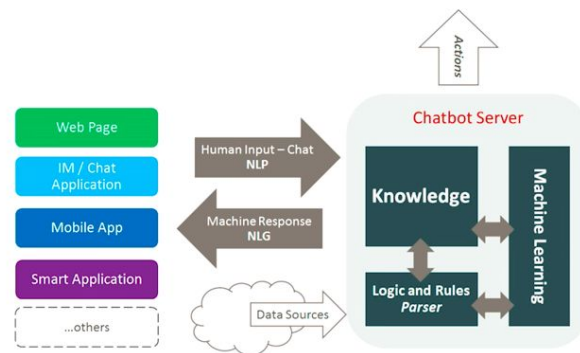 Actions
Chatbot Server
Web Page
IM / Chat
Application
Mobile App
Smart Application
...others
Human Input – Chat
NLP
Machine Response
NLG
Data Sources
Knowledge
Logic and Rules
Parser
Machine Learning